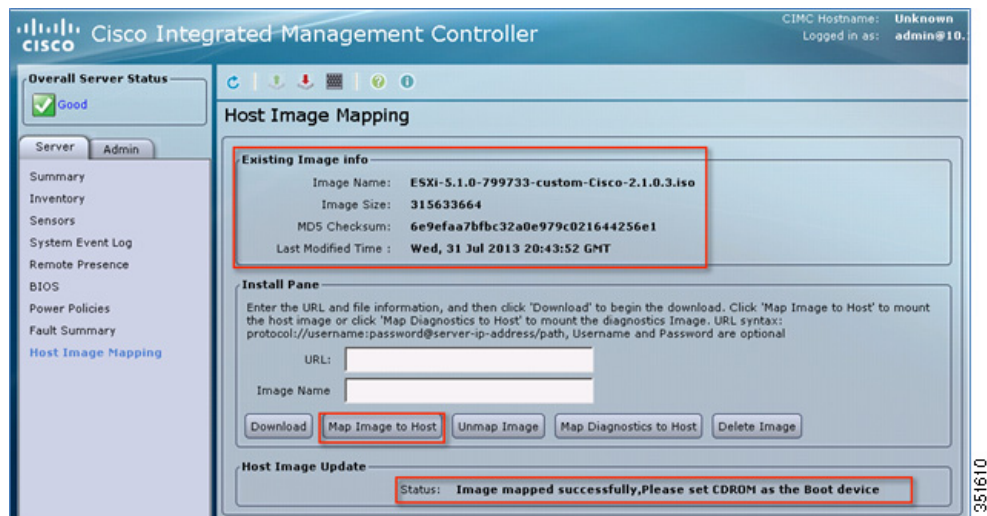 CISCO Cisco Integrated Management Controller
CIMC Hostname: Unknown
Logged in as: admin@10.
Overall Server Status
Good
Server Admin
Summary
Inventory
Sensors
System Event Log
Remote Presence
BIOS
Power Policies
Fault Summary
Host Image Mapping
Host Image Mapping
Existing Image info
Image Name: ESXi-5.1.0-799733-custom-Cisco-2.1.0.3.iso
Image Size: 315633664
MD5 Checksum: 6e9efaa7bfbc32a0e979c021644256e1
Last Modified Time : Wed, 31 Jul 2013 20:43:52 GMT
Install Pane
Enter the URL and file information, and then click 'Download' to begin the download. Click 'Map Image to Host' to mount
the host image or click 'Map Diagnostics to Host' to mount the diagnostics Image. URL syntax:
protocol://username:password@server-ip-address/path, Username and Password are optional
URL:
Image Name
Download Map Image to Host Unmap Image Map Diagnostics to Host Delete Image
Host Image Update
Status: Image mapped successfully,Please set CDROM as the Boot device
351610